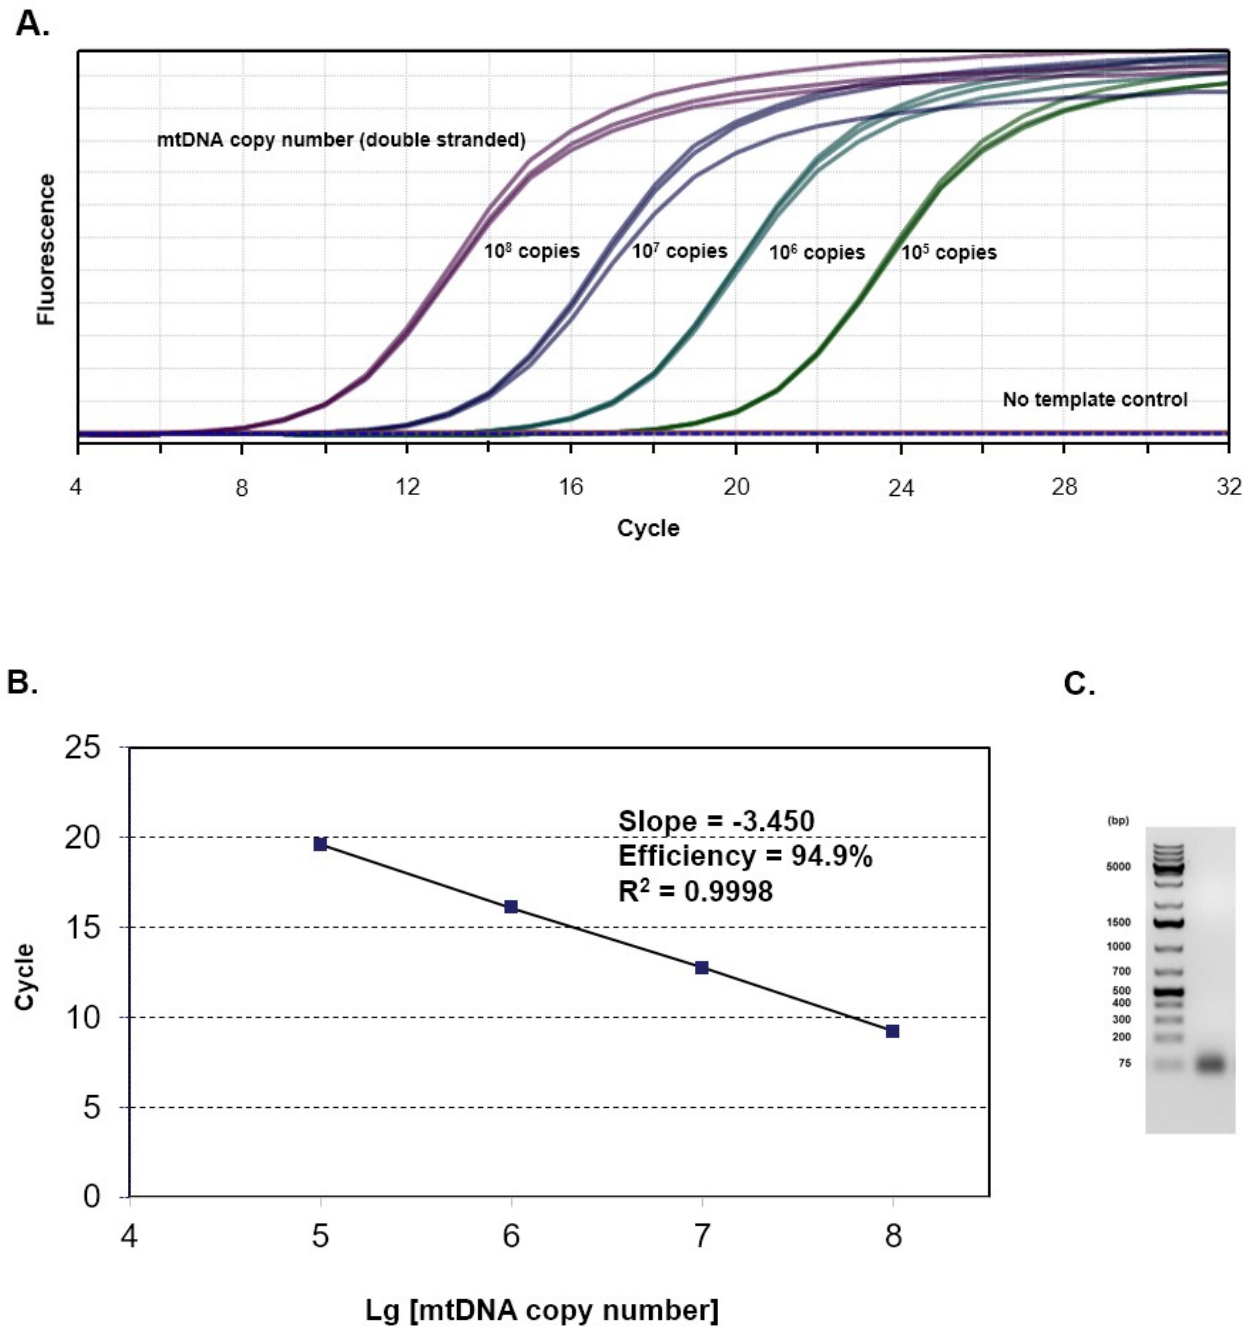 A.
mtDNA copy number (double stranded)
10⁸ copies 10⁷ copies 10⁶ copies 10⁵ copies
No template control
Fluorescence
4 8 12 16 20 24 28 32
Cycle
B.
25
20
15
10
5
0
Slope = -3.450
Efficiency = 94.9%
R² = 0.9998
Cycle
4 5 6 7 8
Lg [mtDNA copy number]
C.
(bp)
5000
1500
1000
700
500
400
300
200
75